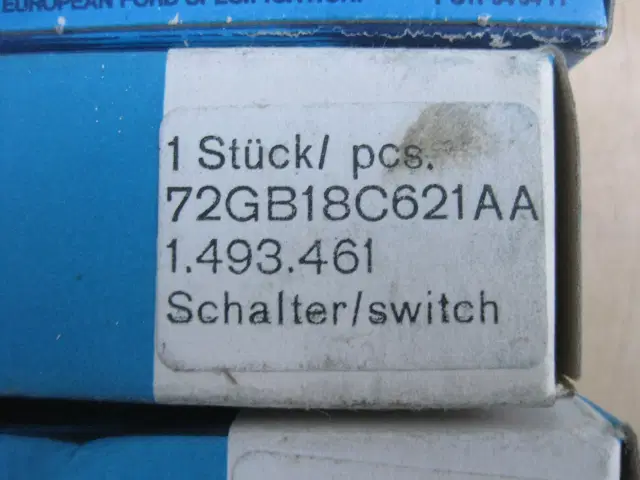 EUROPEAN FORD SPECIFICATION.
1 Stück/ pcs.
72GB18C621AA
1.493.461
Schalter/switch